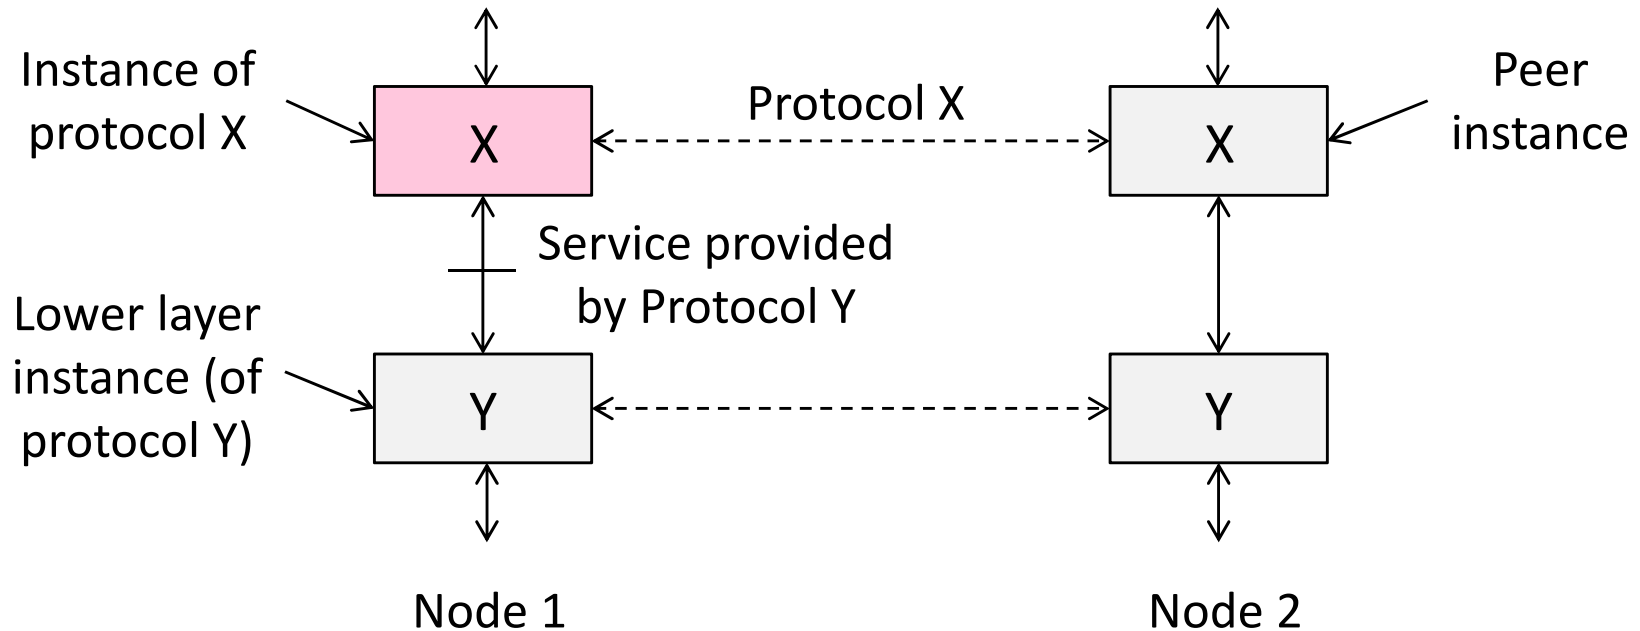 Instance of
protocol X
X
Protocol X
X
Peer
instance
Service provided
by Protocol Y
Lower layer
instance (of
protocol Y)
Y
Y
Node 1
Node 2